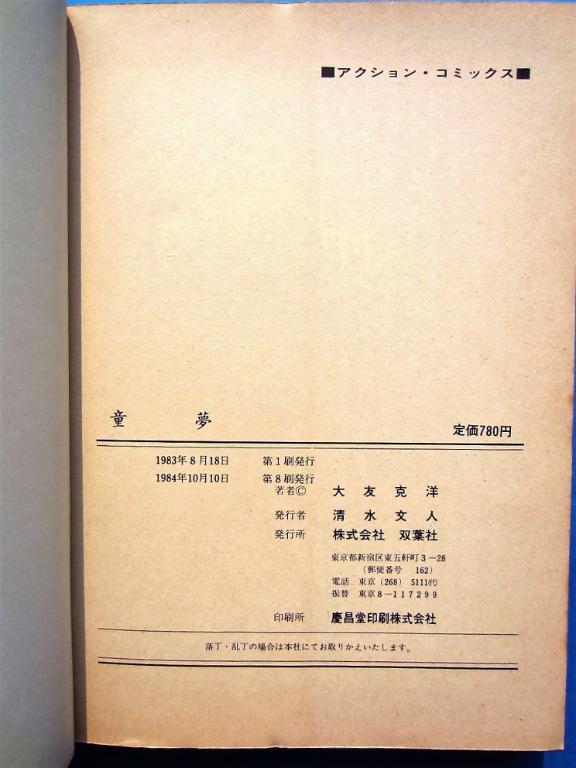 ■アクション・コミックス■
童 夢
定価780円
1983年8月18日 第1刷発行
1984年10月10日 第8刷発行
著者© 大友克洋
発行者 清水文人
発行所 株式会社 双葉社
東京都新宿区東五軒町3-28
(郵便番号 162)
電話 東京(268)5111代
振替 東京8-117299
印刷所 慶昌堂印刷株式会社
落丁・乱丁の場合は本社にてお取りかえいたします。